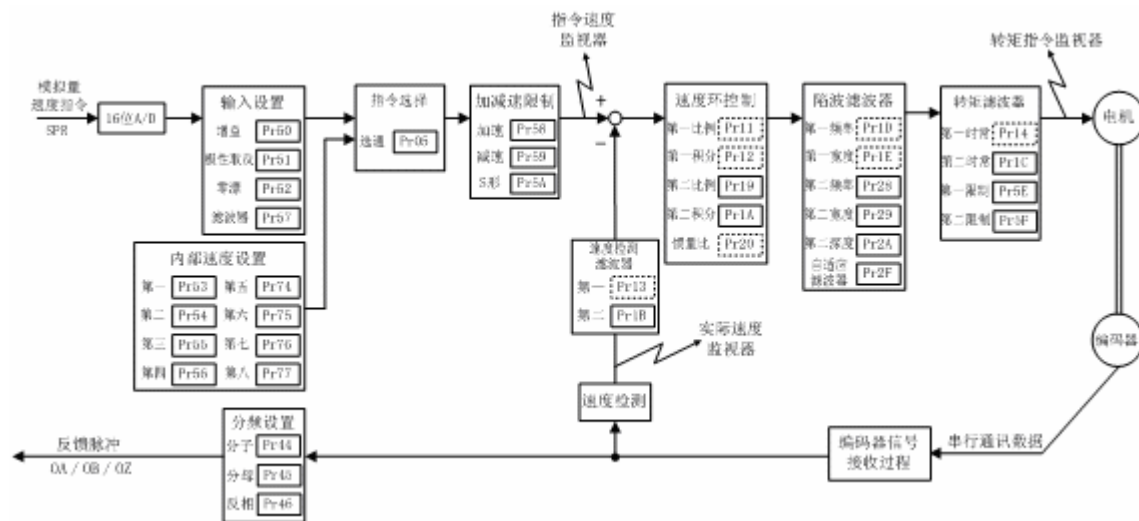 指令速度
监视器
转矩指令监视器
模拟量
速度指令
SPR
16位A/D
输入设置
增益 Pr50
极性取反 Pr51
零漂 Pr52
滤波器 Pr57
指令选择
选通 Pr05
加减速限制
加速 Pr58
减速 Pr59
S形 Pr5A
+
−
速度环控制
第一比例 Pr11
第一积分 Pr12
第二比例 Pr19
第二积分 Pr1A
惯量比 Pr20
陷波滤波器
第一频率 Pr1D
第一宽度 Pr1E
第二频率 Pr28
第二宽度 Pr29
第二深度 Pr2A
自适应
滤波器 Pr2F
转矩滤波器
第一时常 Pr14
第二时常 Pr1C
第一限制 Pr5E
第二限制 Pr5F
电机
内部速度设置
第一 Pr53 第五 Pr74
第二 Pr54 第六 Pr75
第三 Pr55 第七 Pr76
第四 Pr56 第八 Pr77
速度检测
滤波器
第一 Pr13
第二 Pr1B
实际速度
监视器
编码器
速度检测
分频设置
分子 Pr44
分母 Pr45
反相 Pr46
反馈脉冲
OA / OB / OZ
编码器信号
接收过程
串行通讯数据